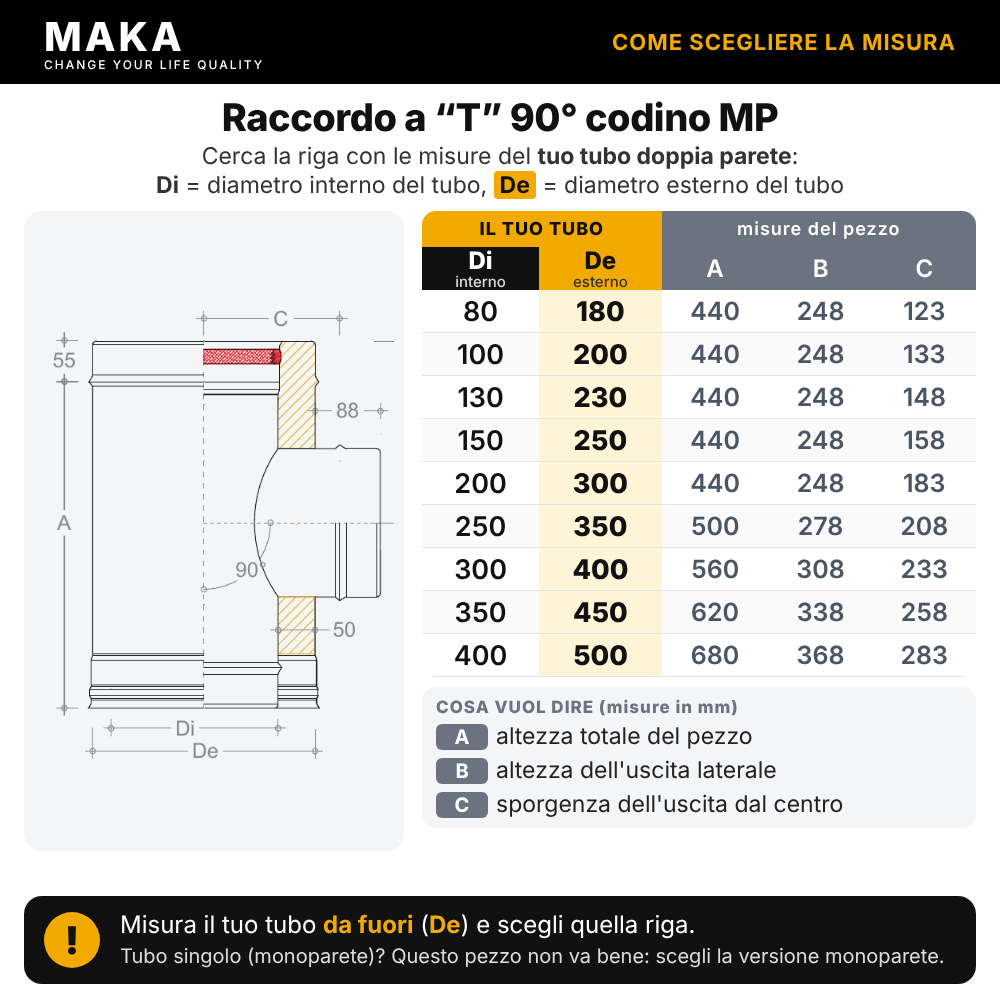 MAKA
CHANGE YOUR LIFE QUALITY
COME SCEGLIERE LA MISURA
Raccordo a “T” 90° codino MP
Cerca la riga con le misure del tuo tubo doppia parete:
Di = diametro interno del tubo, De = diametro esterno del tubo
C
55
88
A
90°
50
Di
De
IL TUO TUBO misure del pezzo
Di De A B C
interno esterno
80 180 440 248 123
100 200 440 248 133
130 230 440 248 148
150 250 440 248 158
200 300 440 248 183
250 350 500 278 208
300 400 560 308 233
350 450 620 338 258
400 500 680 368 283
COSA VUOL DIRE (misure in mm)
A altezza totale del pezzo
B altezza dell'uscita laterale
C sporgenza dell'uscita dal centro
! Misura il tuo tubo da fuori (De) e scegli quella riga.
Tubo singolo (monoparete)? Questo pezzo non va bene: scegli la versione monoparete.